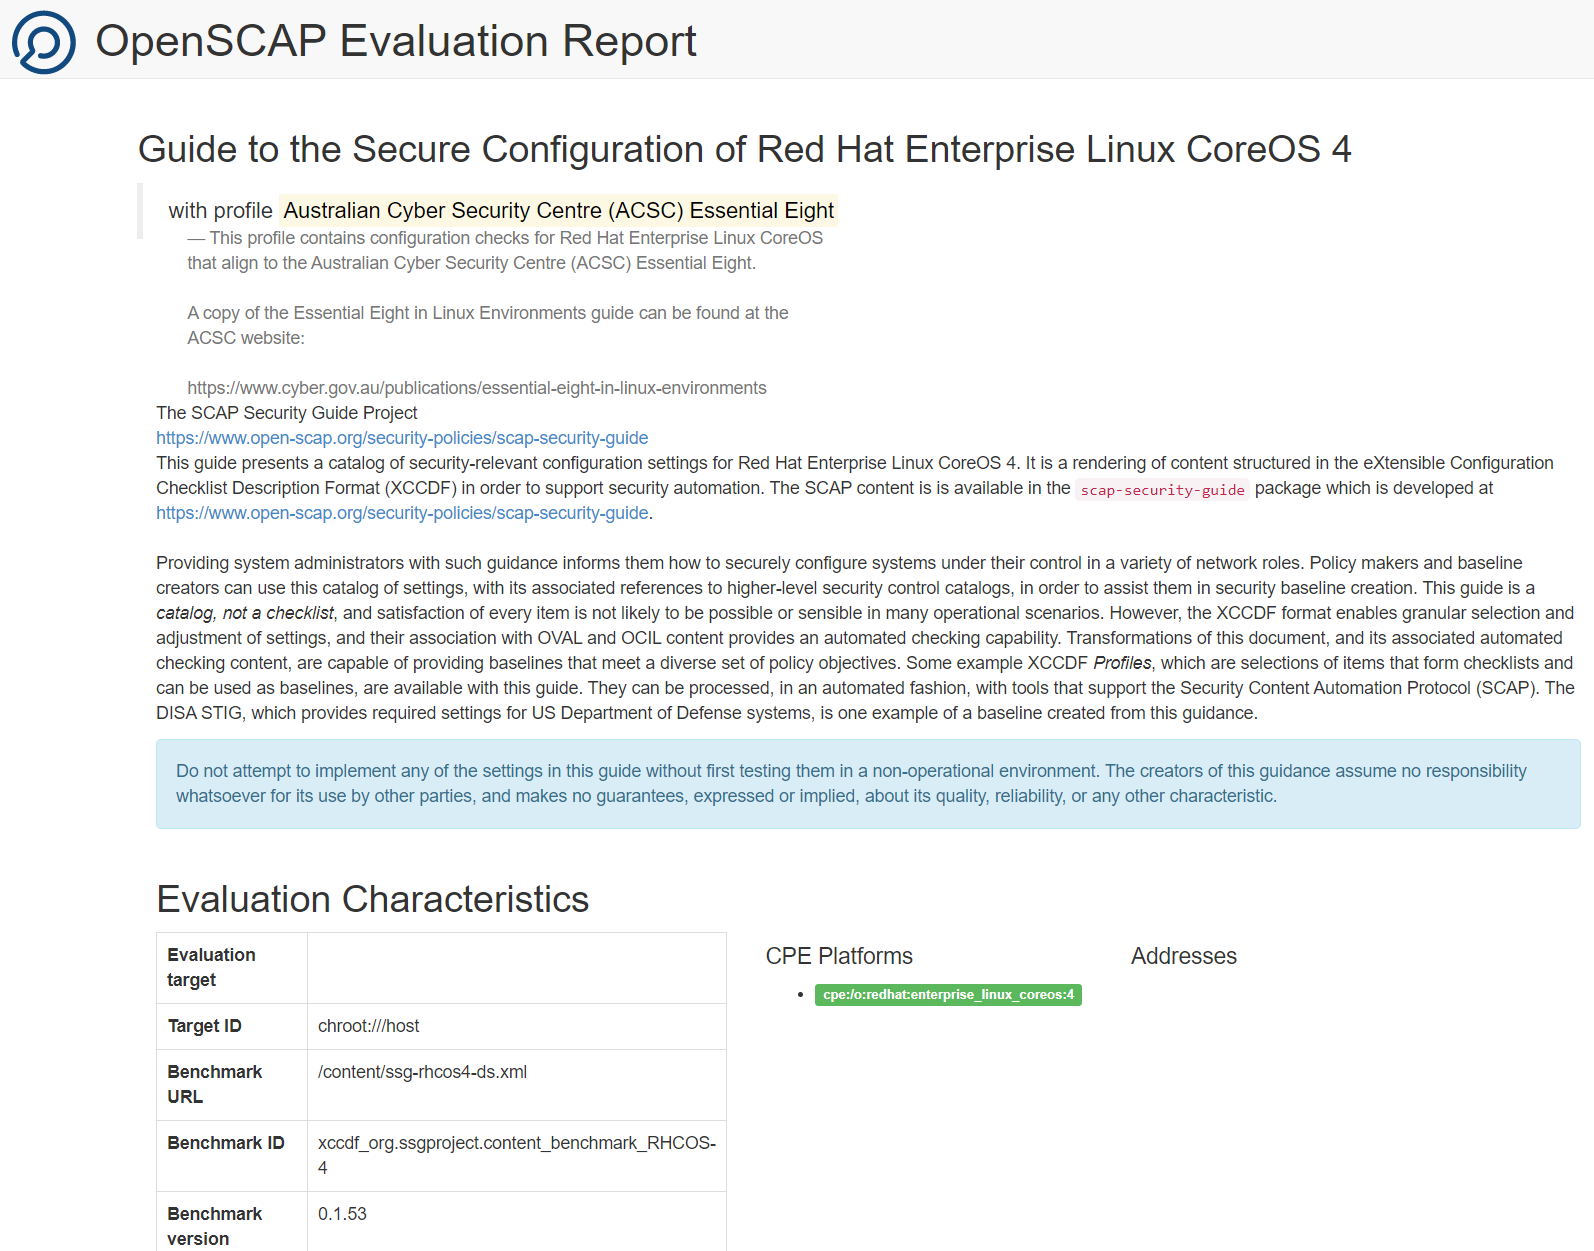 OpenSCAP Evaluation Report
Guide to the Secure Configuration of Red Hat Enterprise Linux CoreOS 4
with profile Australian Cyber Security Centre (ACSC) Essential Eight
— This profile contains configuration checks for Red Hat Enterprise Linux CoreOS
that align to the Australian Cyber Security Centre (ACSC) Essential Eight.
A copy of the Essential Eight in Linux Environments guide can be found at the
ACSC website:
https://www.cyber.gov.au/publications/essential-eight-in-linux-environments
The SCAP Security Guide Project
https://www.open-scap.org/security-policies/scap-security-guide
This guide presents a catalog of security-relevant configuration settings for Red Hat Enterprise Linux CoreOS 4. It is a rendering of content structured in the eXtensible Configuration
Checklist Description Format (XCCDF) in order to support security automation. The SCAP content is is available in the scap-security-guide package which is developed at
https://www.open-scap.org/security-policies/scap-security-guide.
Providing system administrators with such guidance informs them how to securely configure systems under their control in a variety of network roles. Policy makers and baseline
creators can use this catalog of settings, with its associated references to higher-level security control catalogs, in order to assist them in security baseline creation. This guide is a
catalog, not a checklist, and satisfaction of every item is not likely to be possible or sensible in many operational scenarios. However, the XCCDF format enables granular selection and
adjustment of settings, and their association with OVAL and OCIL content provides an automated checking capability. Transformations of this document, and its associated automated
checking content, are capable of providing baselines that meet a diverse set of policy objectives. Some example XCCDF Profiles, which are selections of items that form checklists and
can be used as baselines, are available with this guide. They can be processed, in an automated fashion, with tools that support the Security Content Automation Protocol (SCAP). The
DISA STIG, which provides required settings for US Department of Defense systems, is one example of a baseline created from this guidance.
Do not attempt to implement any of the settings in this guide without first testing them in a non-operational environment. The creators of this guidance assume no responsibility
whatsoever for its use by other parties, and makes no guarantees, expressed or implied, about its quality, reliability, or any other characteristic.
Evaluation Characteristics
Evaluation
target
Target ID
chroot:///host
Benchmark
URL
/content/ssg-rhcos4-ds.xml
Benchmark ID
xccdf_org.ssgproject.content_benchmark_RHCOS-
4
Benchmark
version
0.1.53
CPE Platforms
• cpe:/o:redhat:enterprise_linux_coreos:4
Addresses